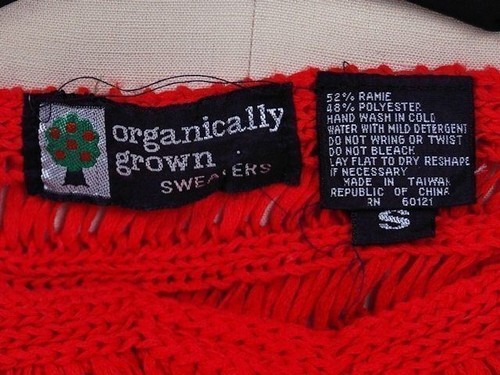 organically
grown
SWEATERS
52% RAMIE
48% POLYESTER
HAND WASH IN COLD
WATER WITH MILD DETERGENT
DO NOT WRING OR TWIST
DO NOT BLEACH
LAY FLAT TO DRY RESHAPE
IF NECESSARY
MADE IN TAIWAN
REPUBLIC OF CHINA
RN 60121
S